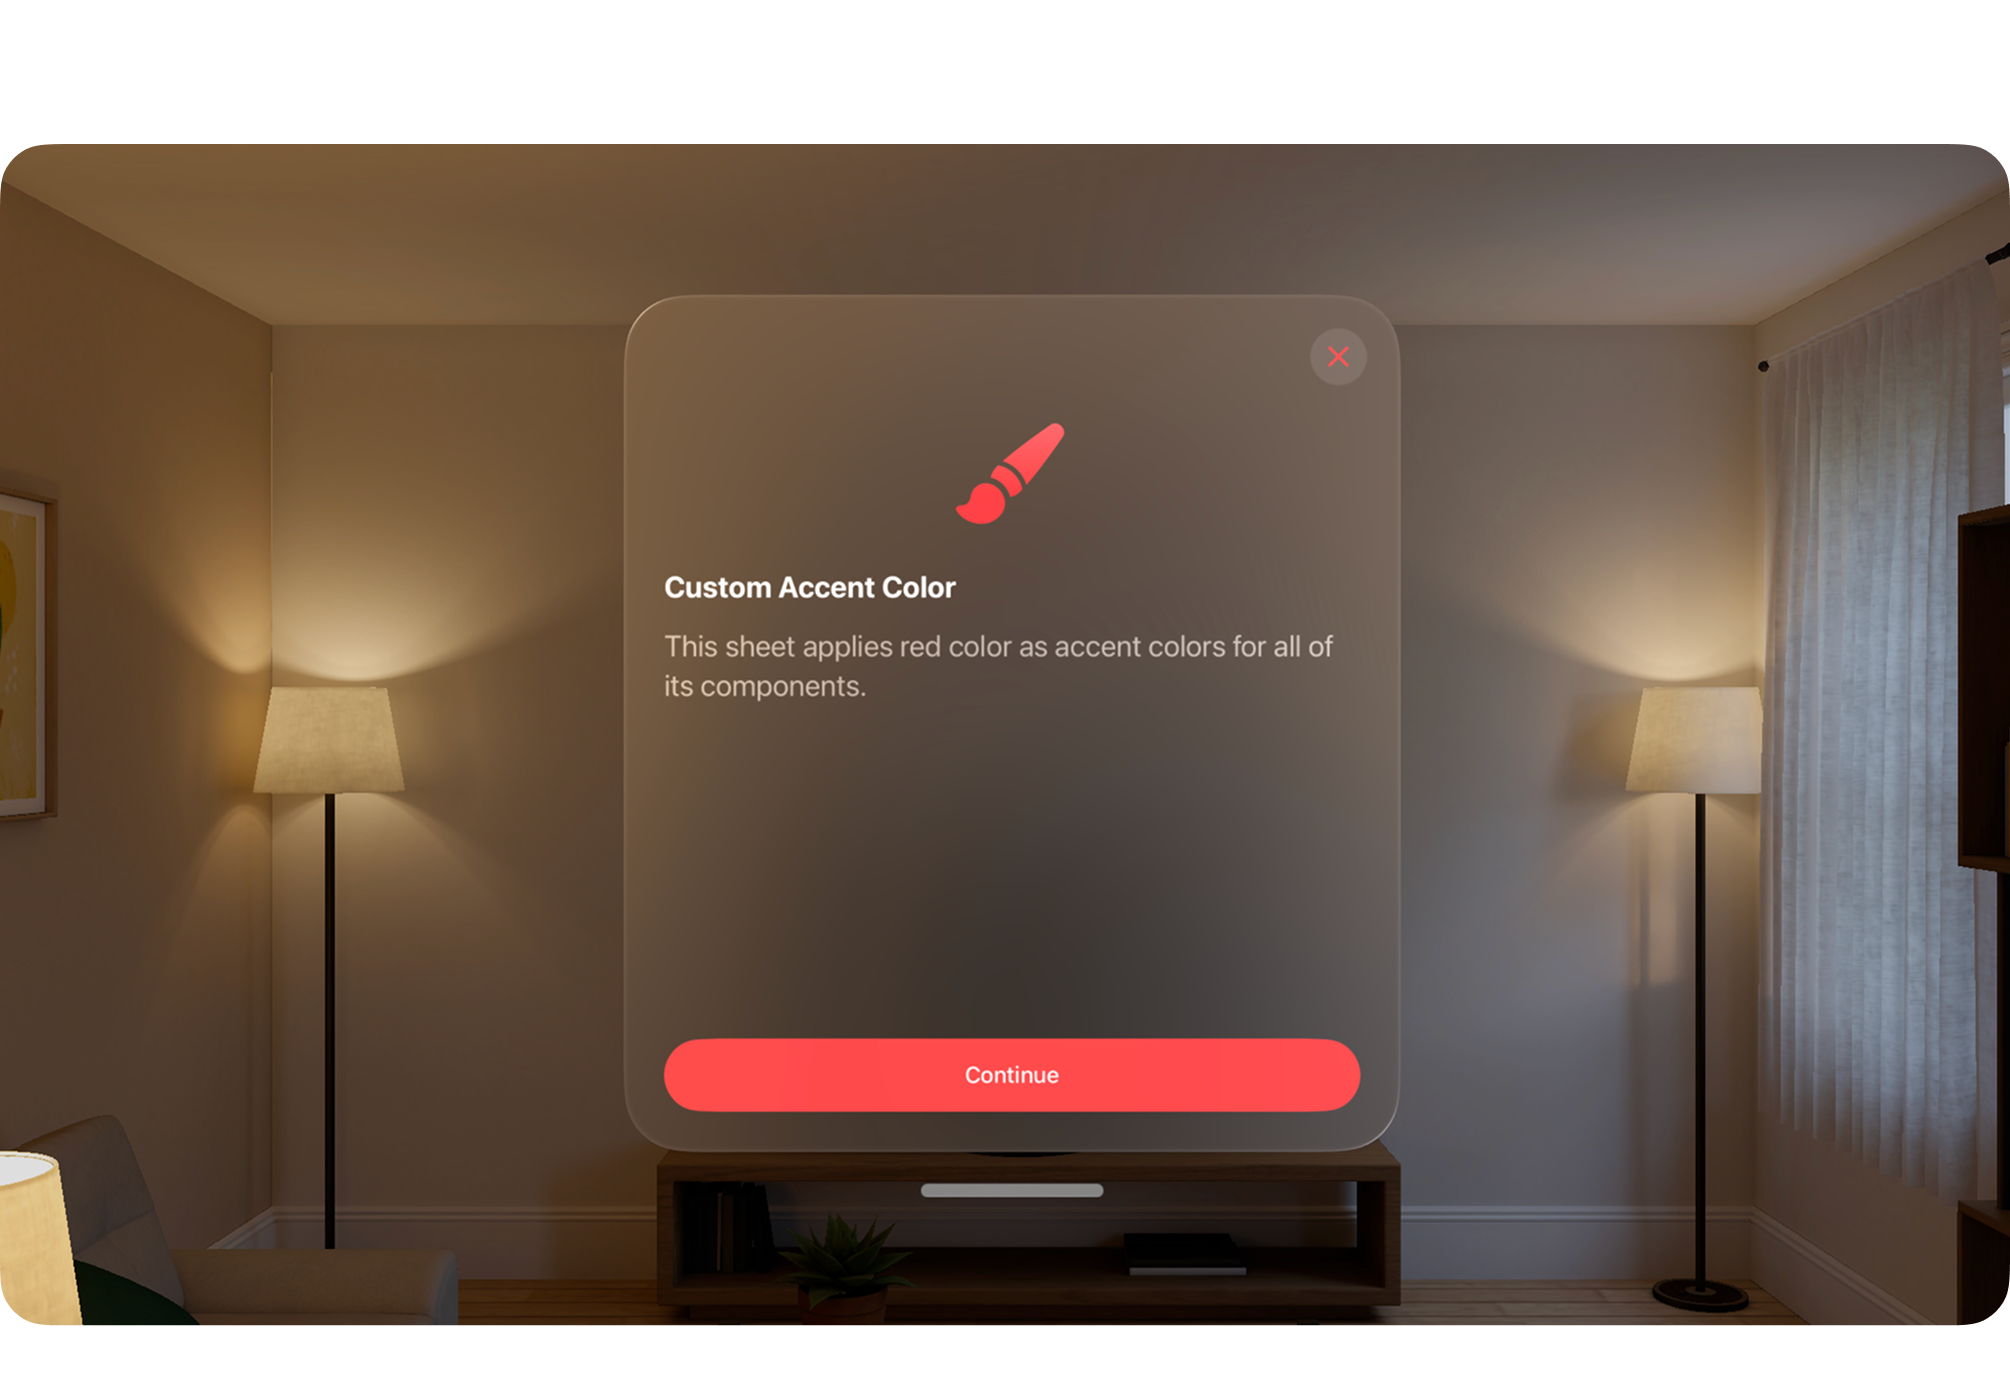 Custom Accent Color
This sheet applies red color as accent colors for all of
its components.
Continue